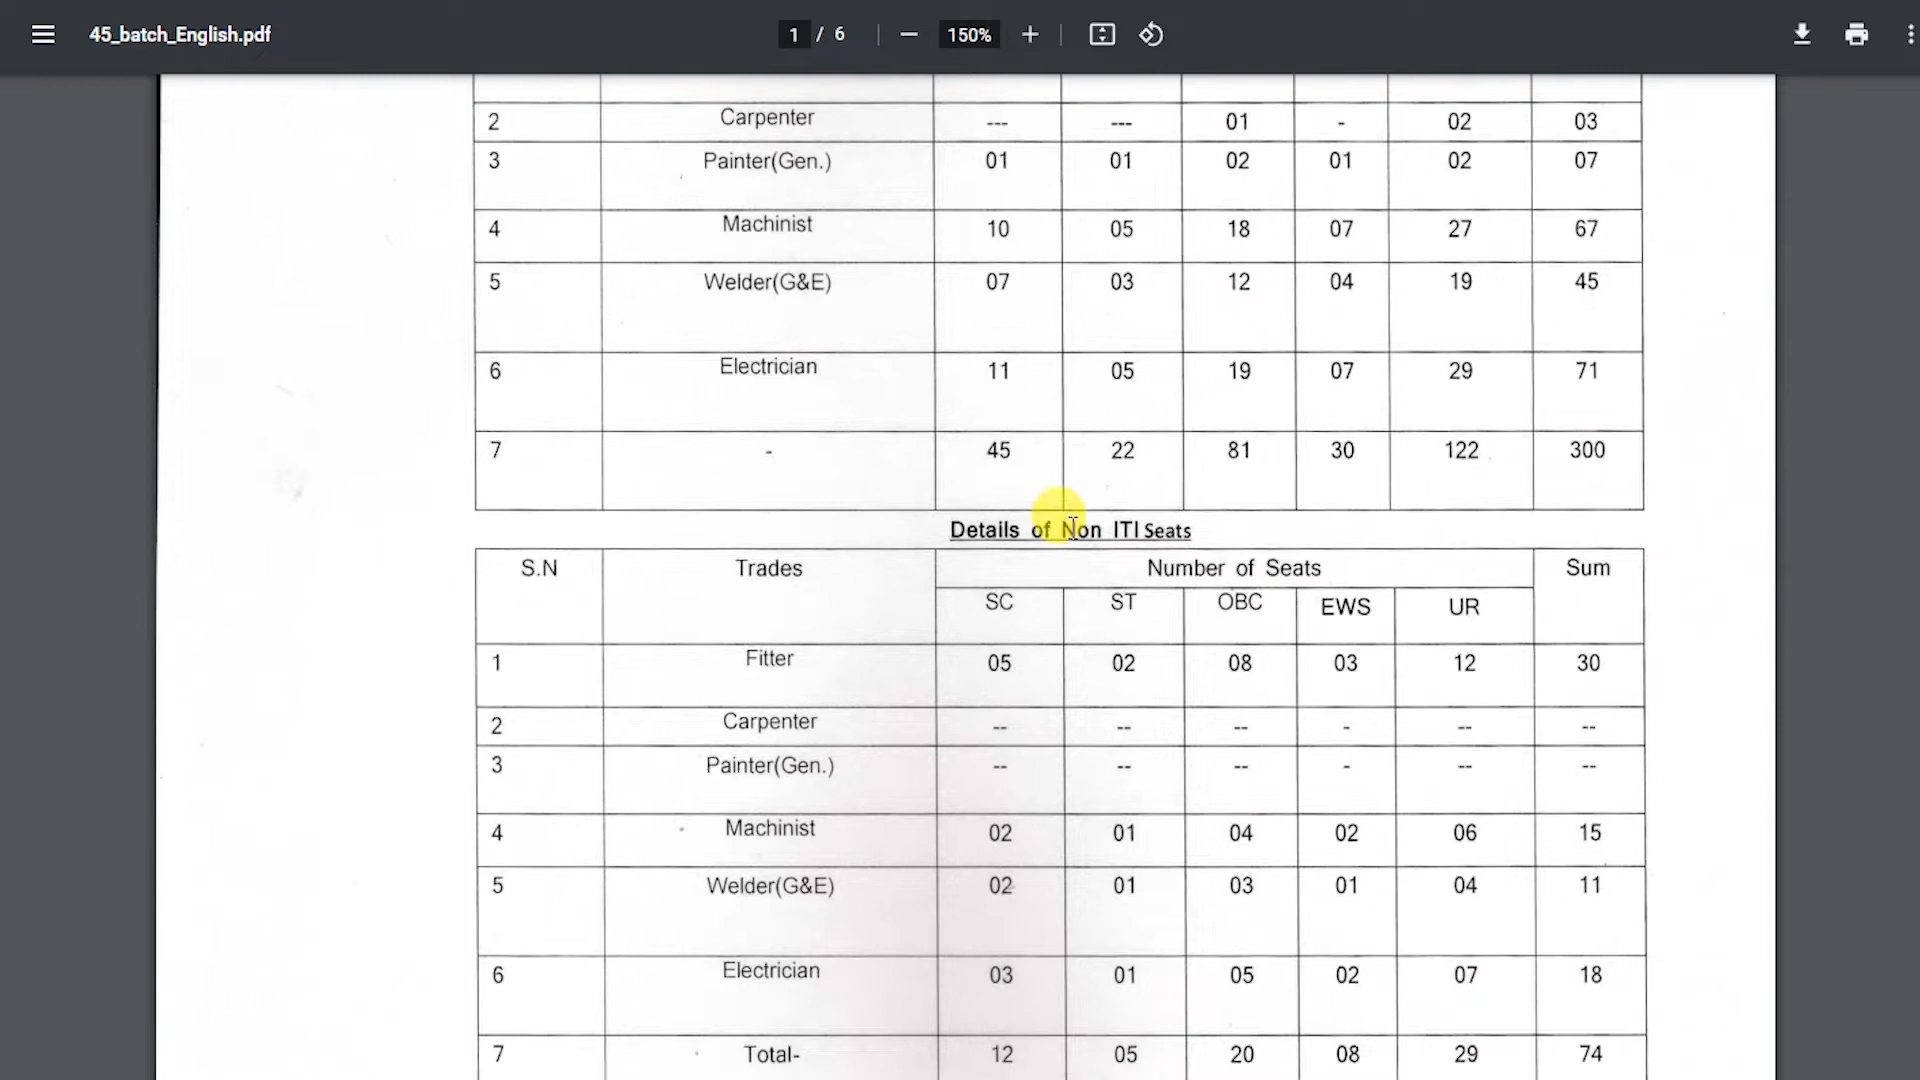 45_batch_English.pdf 1 / 6 150%
2 Carpenter --- --- 01 - 02 03
3 Painter(Gen.) 01 01 02 01 02 07
4 Machinist 10 05 18 07 27 67
5 Welder(G&E) 07 03 12 04 19 45
6 Electrician 11 05 19 07 29 71
7 - 45 22 81 30 122 300
Details of Non ITI Seats
S.N Trades Number of Seats Sum
SC ST OBC EWS UR
1 Fitter 05 02 08 03 12 30
2 Carpenter -- -- -- - -- --
3 Painter(Gen.) -- -- -- - -- --
4 Machinist 02 01 04 02 06 15
5 Welder(G&E) 02 01 03 01 04 11
6 Electrician 03 01 05 02 07 18
7 Total- 12 05 20 08 29 74